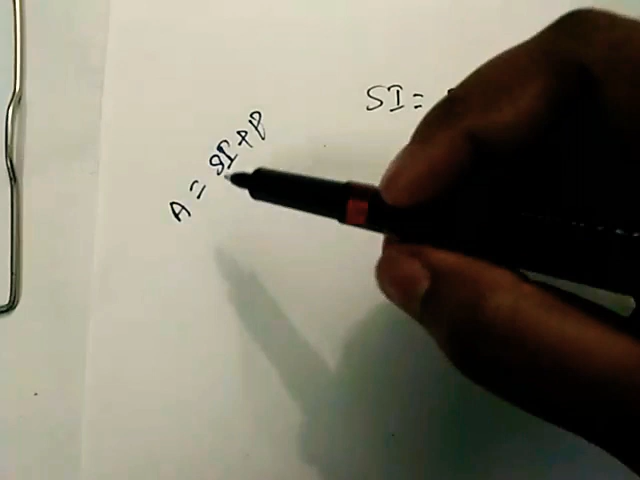 SI =
A = SI + P